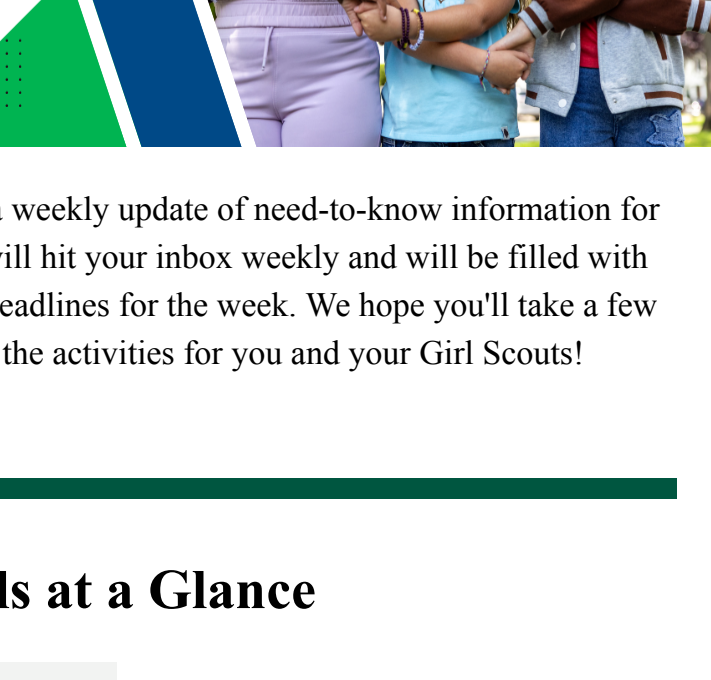 a weekly update of need-to-know information for
will hit your inbox weekly and will be filled with
eadlines for the week. We hope you'll take a few
the activities for you and your Girl Scouts!
ls at a Glance